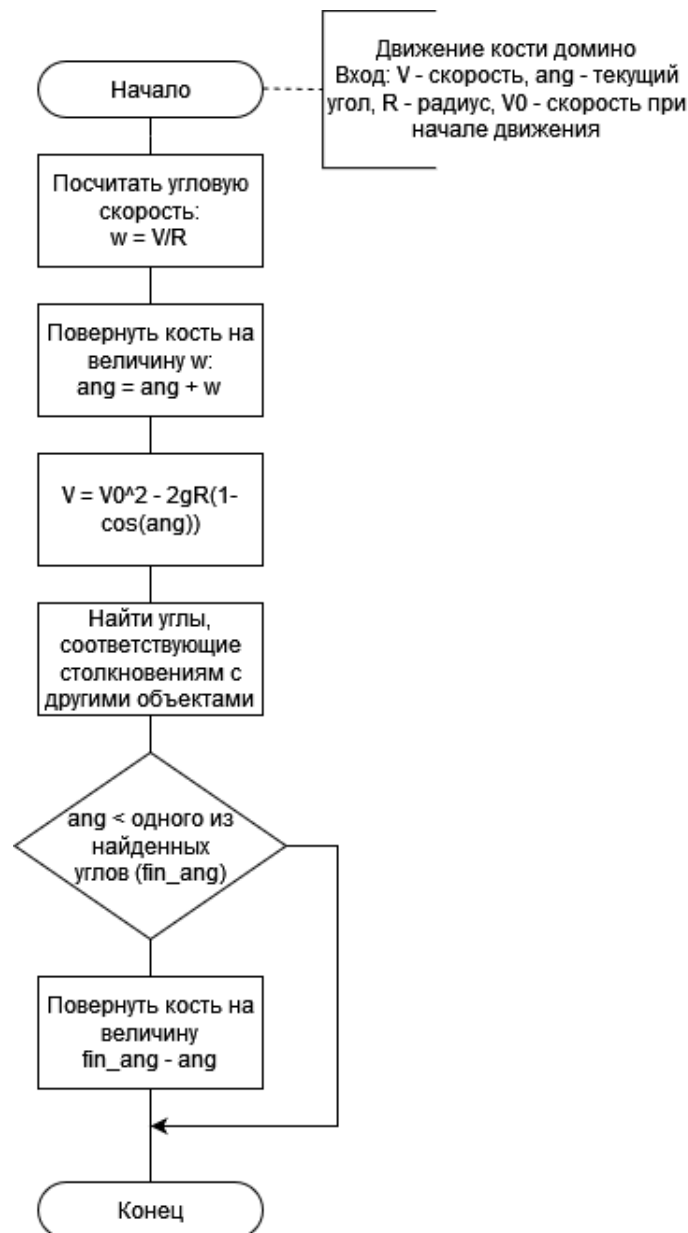 Движение кости домино
Вход: V - скорость, ang - текущий
угол, R - радиус, V0 - скорость при
начале движения
Начало
Посчитать угловую
скорость:
w = V/R
Повернуть кость на
величину w:
ang = ang + w
V = V0^2 - 2gR(1-
cos(ang))
Найти углы,
соответствующие
столкновениям с
другими объектами
ang < одного из
найденных
углов (fin_ang)
Повернуть кость на
величину
fin_ang - ang
Конец